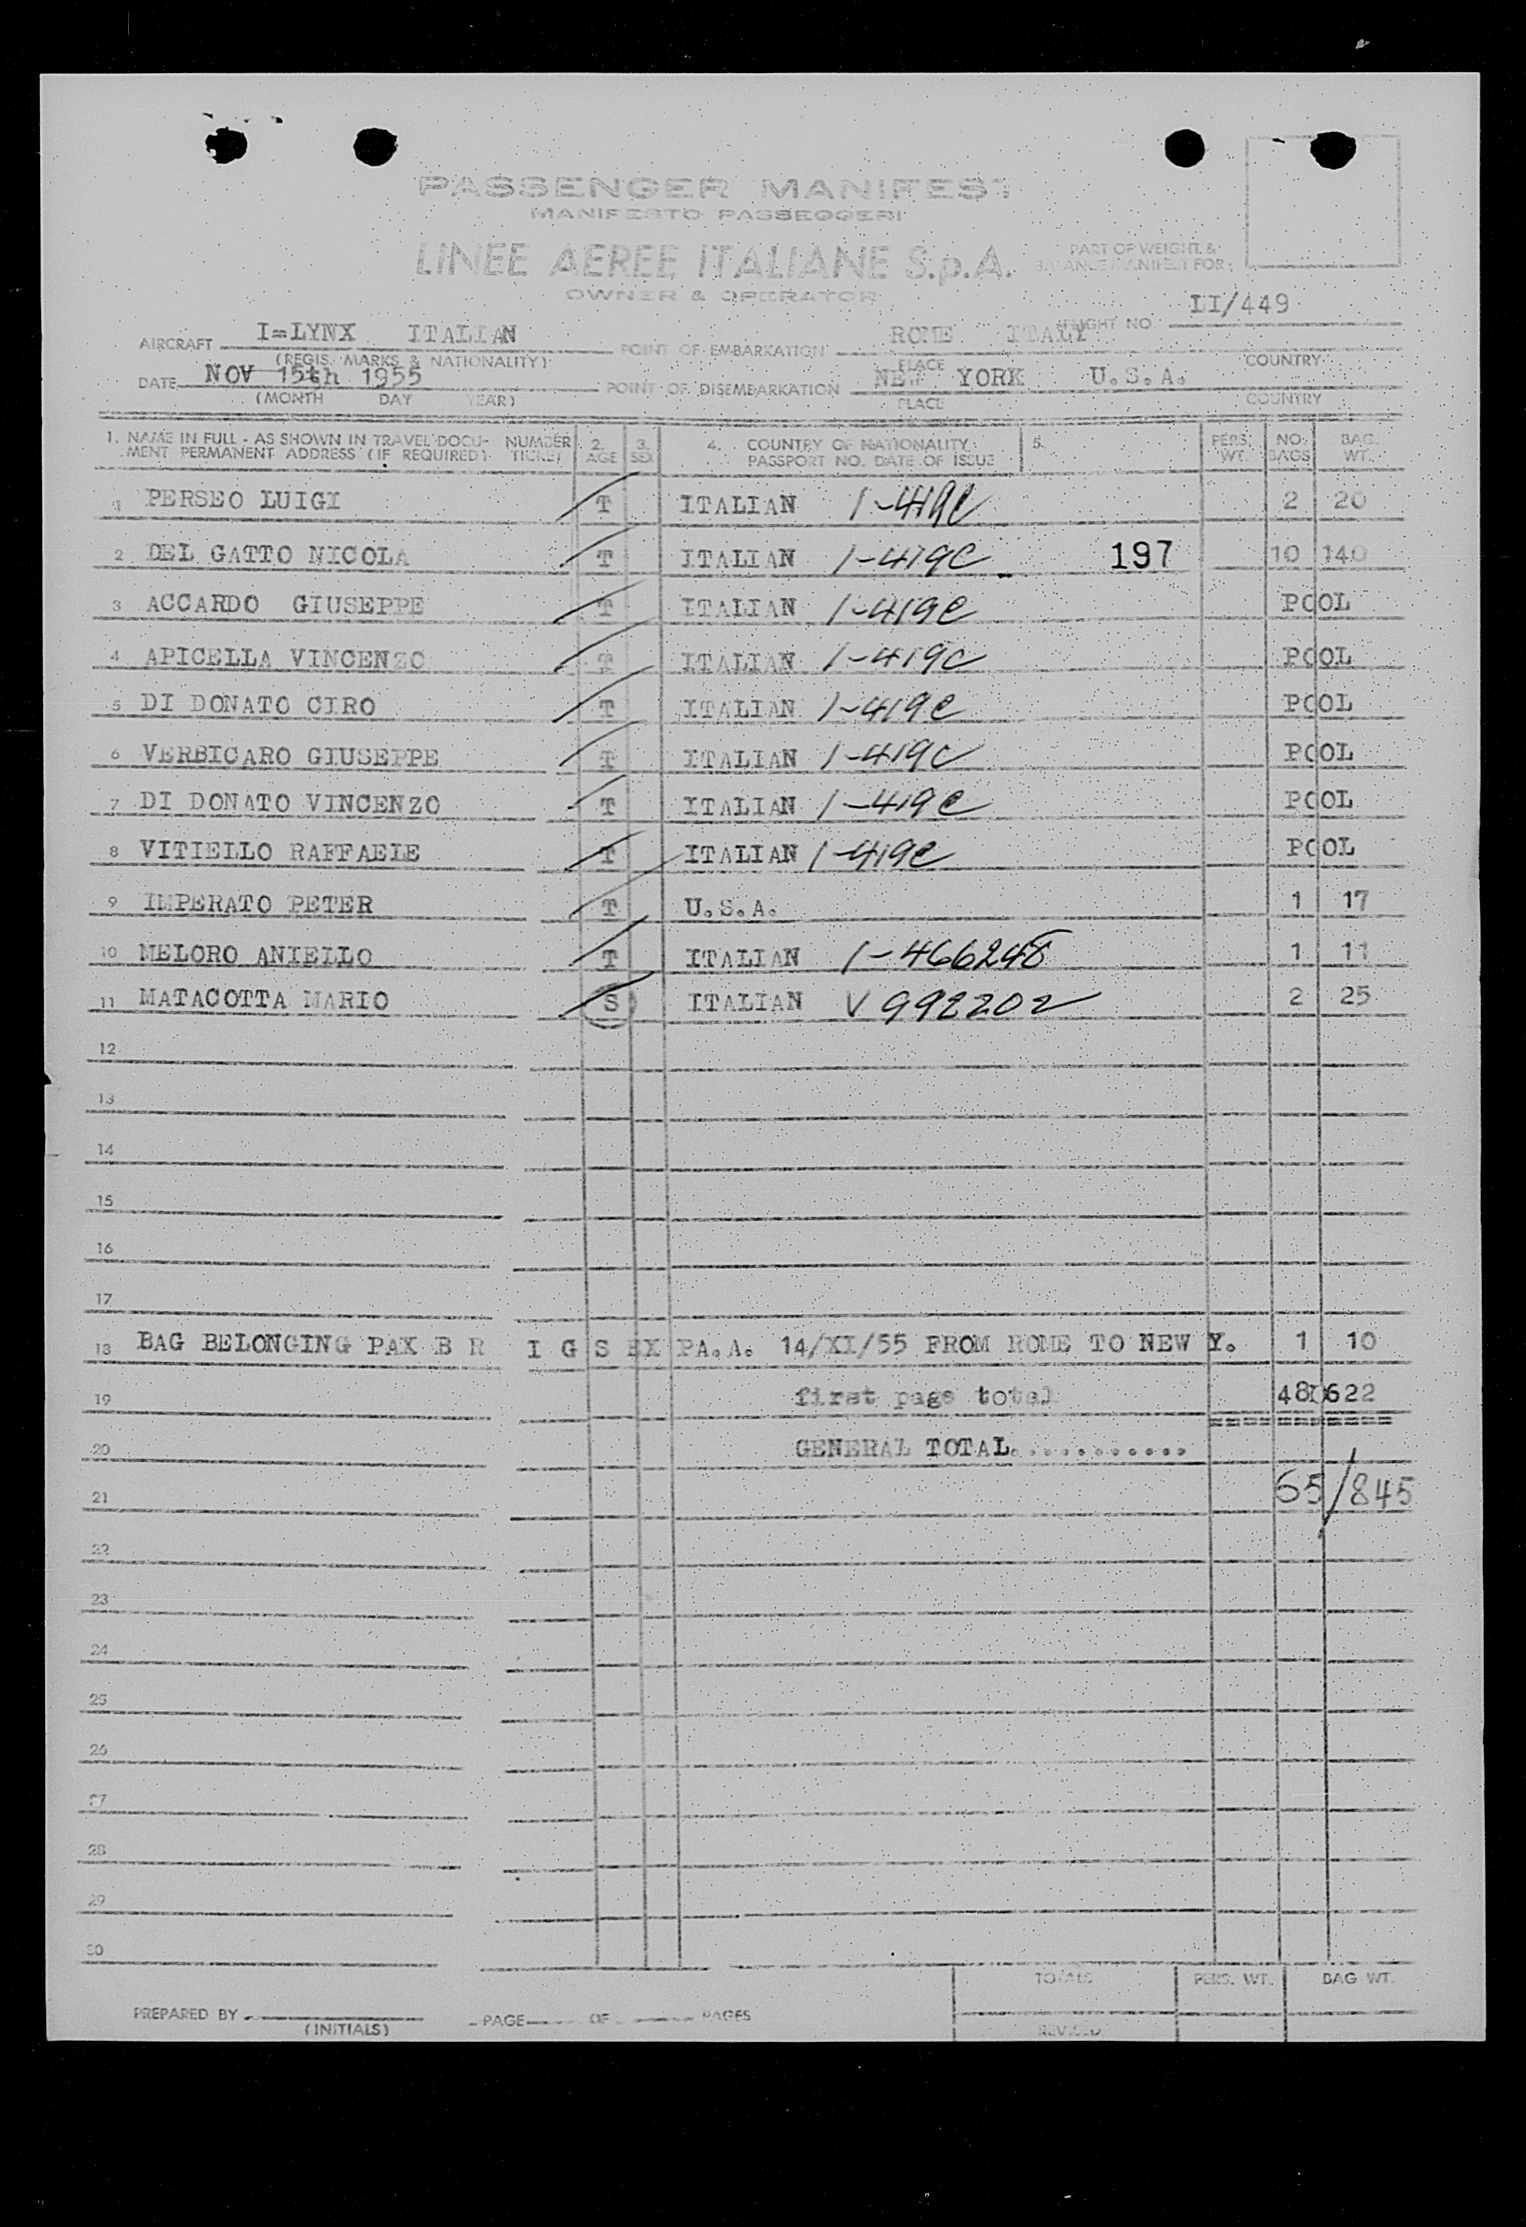 PASSENGER MANIFEST
MANIFESTO PASSEGGERI
LINEE AEREE ITALIANE S.p.A.
OWNER & OPERATOR
PART OF WEIGHT &
BALANCE MANIFEST FOR:
FLIGHT NO. LI/449
AIRCRAFT I=LYNX ITALIAN POINT OF EMBARKATION ROME ITALY
(REGIS. MARKS & NATIONALITY) PLACE COUNTRY
DATE NOV 15th 1955 POINT OF DISEMBARKATION NEW YORK U.S.A.
(MONTH DAY YEAR) PLACE COUNTRY
1. NAME IN FULL - AS SHOWN IN TRAVEL DOCU- NUMBER 2. 3. 4. COUNTRY OF NATIONALITY 5. PERS. NO. BAG.
MENT PERMANENT ADDRESS (IF REQUIRED) TICKET AGE SEX PASSPORT NO. DATE OF ISSUE WT. BAGS WT.
1 PERSEO LUIGI T ITALIAN 1-419C 2 20
2 DEL GATTO NICOLA T ITALIAN 1-419C 197 10 140
3 ACCARDO GIUSEPPE T ITALIAN 1-419C POOL
4 APICELLA VINCENZO T ITALIAN 1-419C POOL
5 DI DONATO CIRO T ITALIAN 1-419C POOL
6 VERBICARO GIUSEPPE T ITALIAN 1-419C POOL
7 DI DONATO VINCENZO T ITALIAN 1-419C POOL
8 VITIELLO RAFFAELE T ITALIAN 1-419C POOL
9 IMPERATO PETER T U.S.A. 1 17
10 MELORO ANIELLO T ITALIAN 1-466248 1 11
11 MATACOTTA MARIO S ITALIAN V 992202 2 25
12
13
14
15
16
17
18 BAG BELONGING PAX B R I G S EX PA.A. 14/XI/55 FROM ROME TO NEW Y. 1 10
19 first page total 48 622
20 GENERAL TOTAL...........
21 65/845
22
23
24
25
26
27
28
29
30
TOTALS PERS. WT. BAG WT.
PREPARED BY PAGE OF PAGES
(INITIALS) REVISED